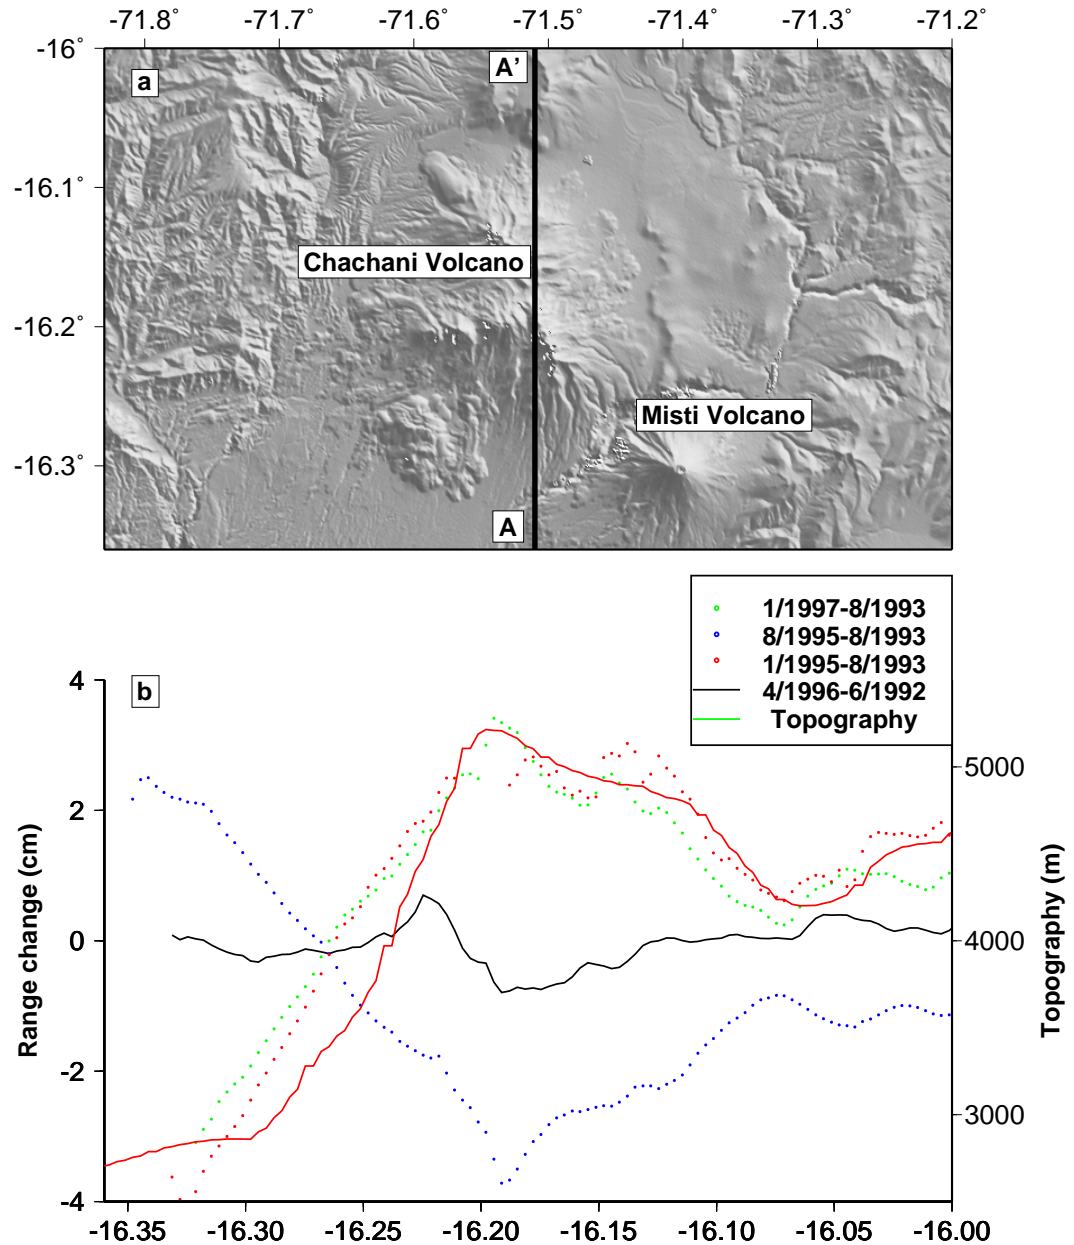 -71.8° -71.7° -71.6° -71.5° -71.4° -71.3° -71.2°
-16°
a
A'
-16.1°
Chachani Volcano
-16.2°
Misti Volcano
-16.3°
A
1/1997-8/1993
8/1995-8/1993
1/1995-8/1993
4/1996-6/1992
Topography
b
4
2
0
-2
-4
Range change (cm)
5000
4000
3000
Topography (m)
-16.35 -16.30 -16.25 -16.20 -16.15 -16.10 -16.05 -16.00